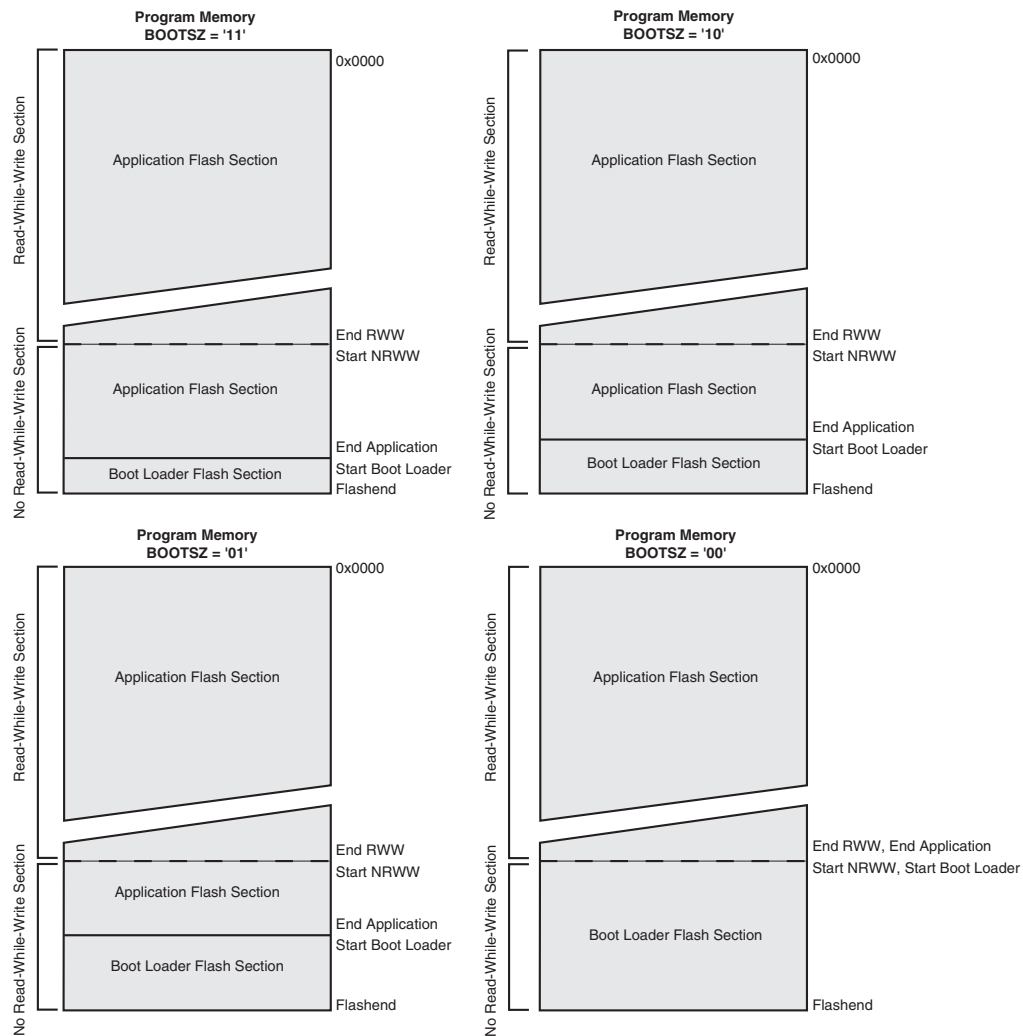 Program Memory
BOOTSZ = '11'
0x0000
Read-While-Write Section
Application Flash Section
End RWW
Start NRWW
No Read-While-Write Section
Application Flash Section
End Application
Start Boot Loader
Boot Loader Flash Section
Flashend
Program Memory
BOOTSZ = '10'
0x0000
Read-While-Write Section
Application Flash Section
End RWW
Start NRWW
No Read-While-Write Section
Application Flash Section
End Application
Start Boot Loader
Boot Loader Flash Section
Flashend
Program Memory
BOOTSZ = '01'
0x0000
Read-While-Write Section
Application Flash Section
End RWW
Start NRWW
No Read-While-Write Section
Application Flash Section
End Application
Start Boot Loader
Boot Loader Flash Section
Flashend
Program Memory
BOOTSZ = '00'
0x0000
Read-While-Write Section
Application Flash Section
End RWW, End Application
Start NRWW, Start Boot Loader
No Read-While-Write Section
Boot Loader Flash Section
Flashend